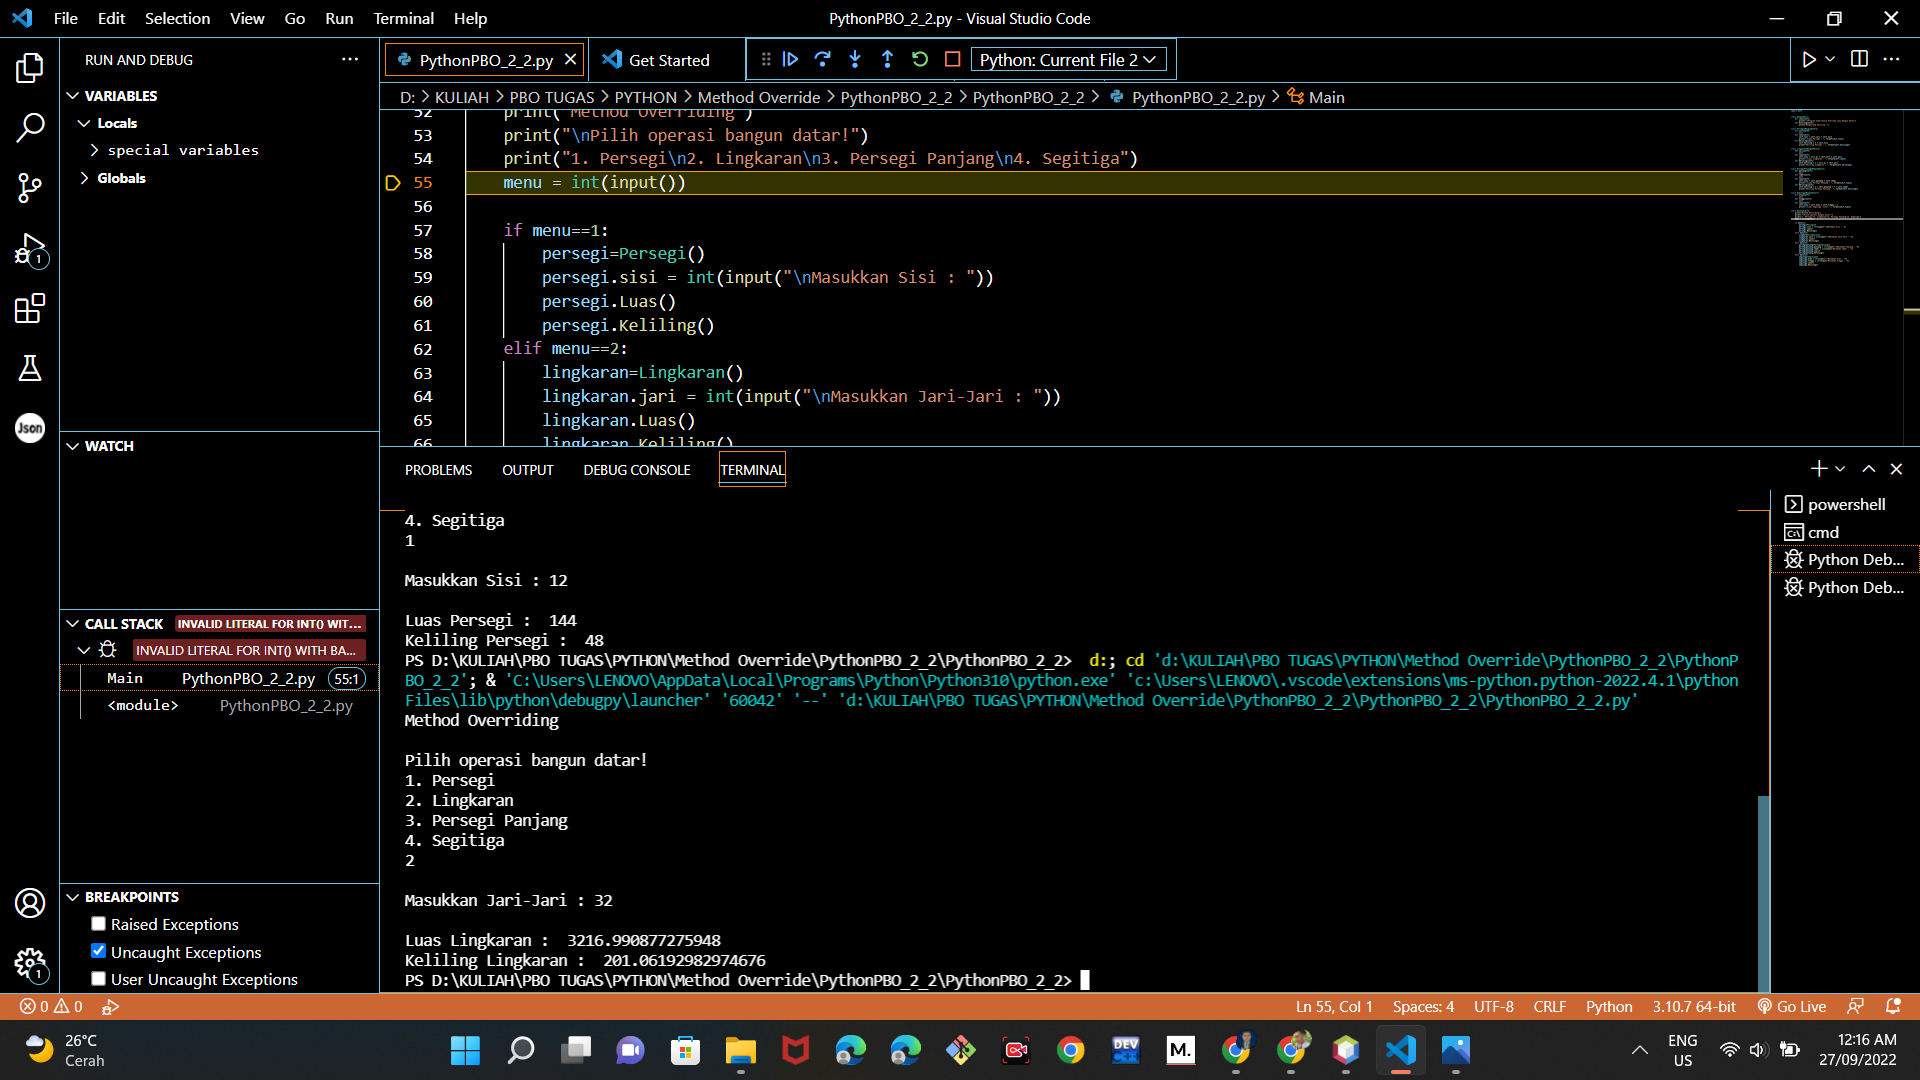 File Edit Selection View Go Run Terminal Help
PythonPBO_2_2.py - Visual Studio Code
RUN AND DEBUG
PythonPBO_2_2.py
Get Started
Python: Current File 2
D: > KULIAH > PBO TUGAS > PYTHON > Method Override > PythonPBO_2_2 > PythonPBO_2_2 > PythonPBO_2_2.py > Main
VARIABLES
Locals
special variables
Globals
WATCH
CALL STACK INVALID LITERAL FOR INT() WIT...
INVALID LITERAL FOR INT() WITH BA...
Main PythonPBO_2_2.py 55:1
<module> PythonPBO_2_2.py
BREAKPOINTS
Raised Exceptions
Uncaught Exceptions
User Uncaught Exceptions
Json
1
1
52 print("Method Overriding")
53 print("\nPilih operasi bangun datar!")
54 print("1. Persegi\n2. Lingkaran\n3. Persegi Panjang\n4. Segitiga")
55 menu = int(input())
56
57 if menu==1:
58 persegi=Persegi()
59 persegi.sisi = int(input("\nMasukkan Sisi : "))
60 persegi.Luas()
61 persegi.Keliling()
62 elif menu==2:
63 lingkaran=Lingkaran()
64 lingkaran.jari = int(input("\nMasukkan Jari-Jari : "))
65 lingkaran.Luas()
66 lingkaran.Keliling()
PROBLEMS OUTPUT DEBUG CONSOLE TERMINAL
4. Segitiga
1
Masukkan Sisi : 12
Luas Persegi :  144
Keliling Persegi :  48
PS D:\KULIAH\PBO TUGAS\PYTHON\Method Override\PythonPBO_2_2\PythonPBO_2_2>  d:; cd 'd:\KULIAH\PBO TUGAS\PYTHON\Method Override\PythonPBO_2_2\PythonP
BO_2_2'; & 'C:\Users\LENOVO\AppData\Local\Programs\Python\Python310\python.exe' 'c:\Users\LENOVO\.vscode\extensions\ms-python.python-2022.4.1\python
Files\lib\python\debugpy\launcher' '60042' '--' 'd:\KULIAH\PBO TUGAS\PYTHON\Method Override\PythonPBO_2_2\PythonPBO_2_2\PythonPBO_2_2.py'
Method Overriding
Pilih operasi bangun datar!
1. Persegi
2. Lingkaran
3. Persegi Panjang
4. Segitiga
2
Masukkan Jari-Jari : 32
Luas Lingkaran :  3216.990877275948
Keliling Lingkaran :  201.06192982974676
PS D:\KULIAH\PBO TUGAS\PYTHON\Method Override\PythonPBO_2_2\PythonPBO_2_2>
powershell
cmd
Python Deb...
Python Deb...
0 0
Ln 55, Col 1 Spaces: 4 UTF-8 CRLF Python 3.10.7 64-bit Go Live
26°C
Cerah
DEV C++
M.
ENG
US
12:16 AM
27/09/2022